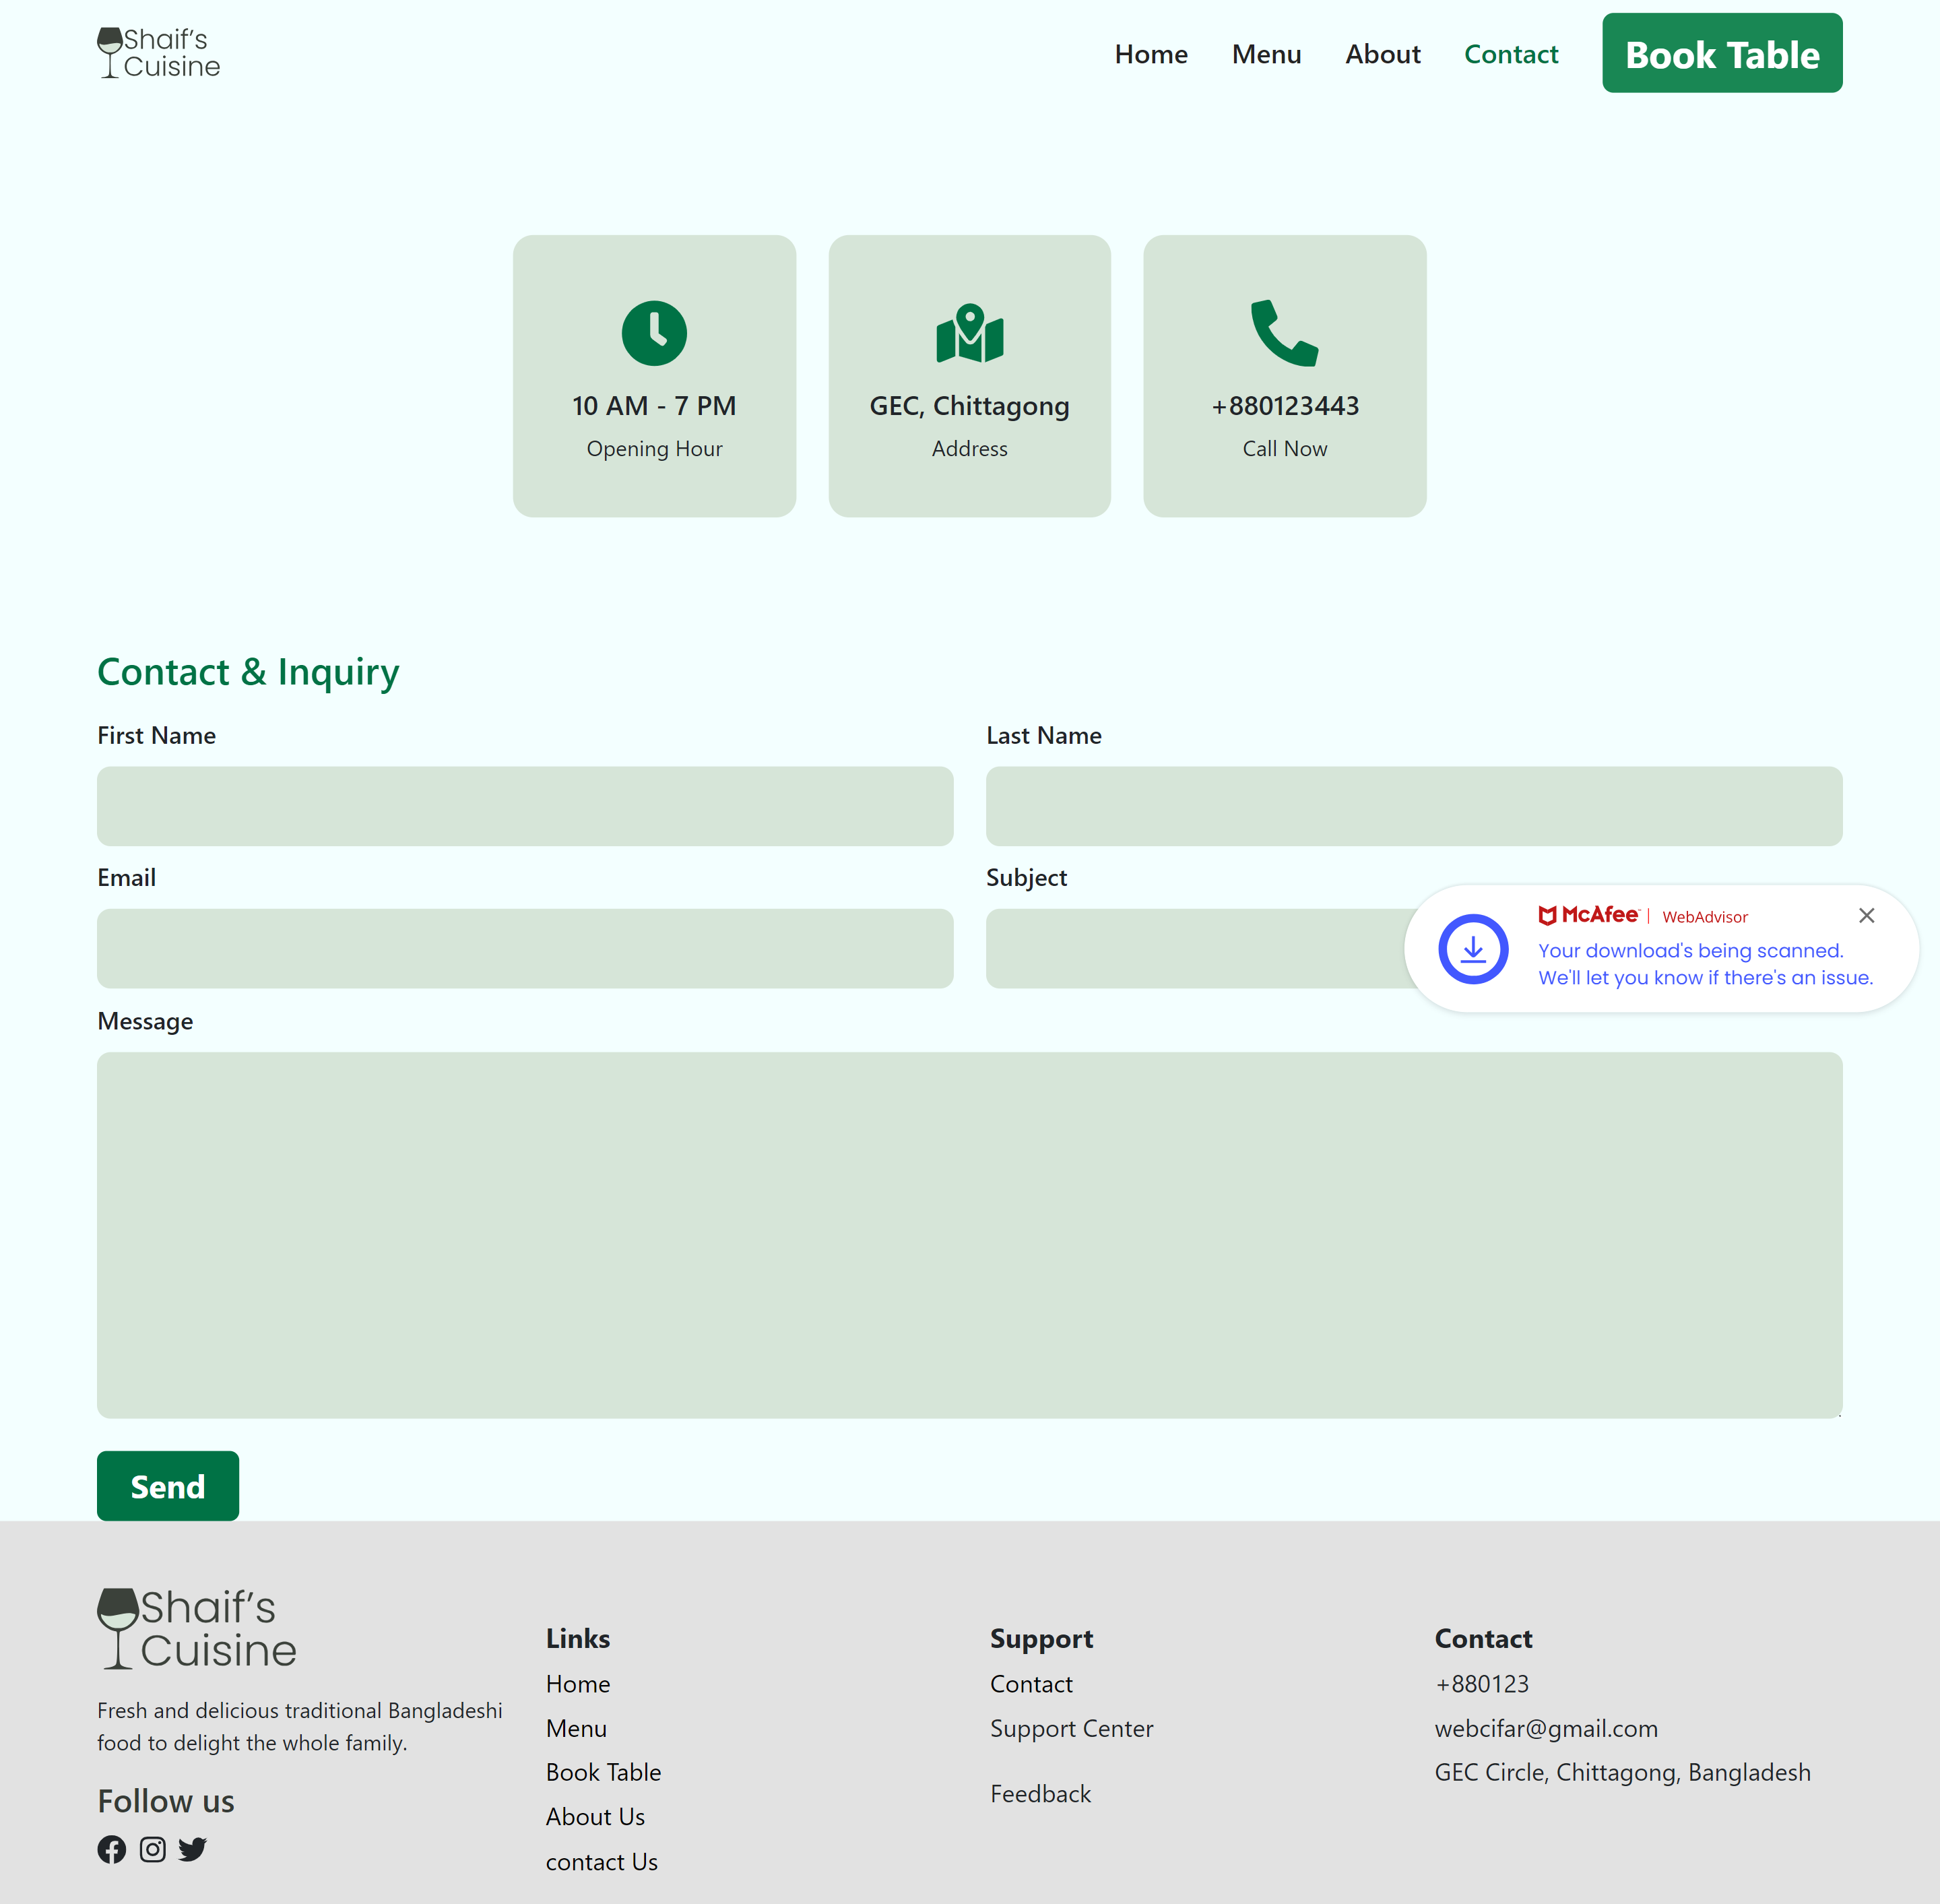 Shaif's
Cuisine
Home
Menu
About
Contact
Book Table
10 AM - 7 PM
Opening Hour
GEC, Chittagong
Address
+880123443
Call Now
Contact & Inquiry
First Name
Last Name
Email
Subject
McAfee | WebAdvisor
Your download's being scanned.
We'll let you know if there's an issue.
Message
Send
Shaif's
Cuisine
Fresh and delicious traditional Bangladeshi
food to delight the whole family.
Follow us
Links
Home
Menu
Book Table
About Us
contact Us
Support
Contact
Support Center
Feedback
Contact
+880123
webcifar@gmail.com
GEC Circle, Chittagong, Bangladesh